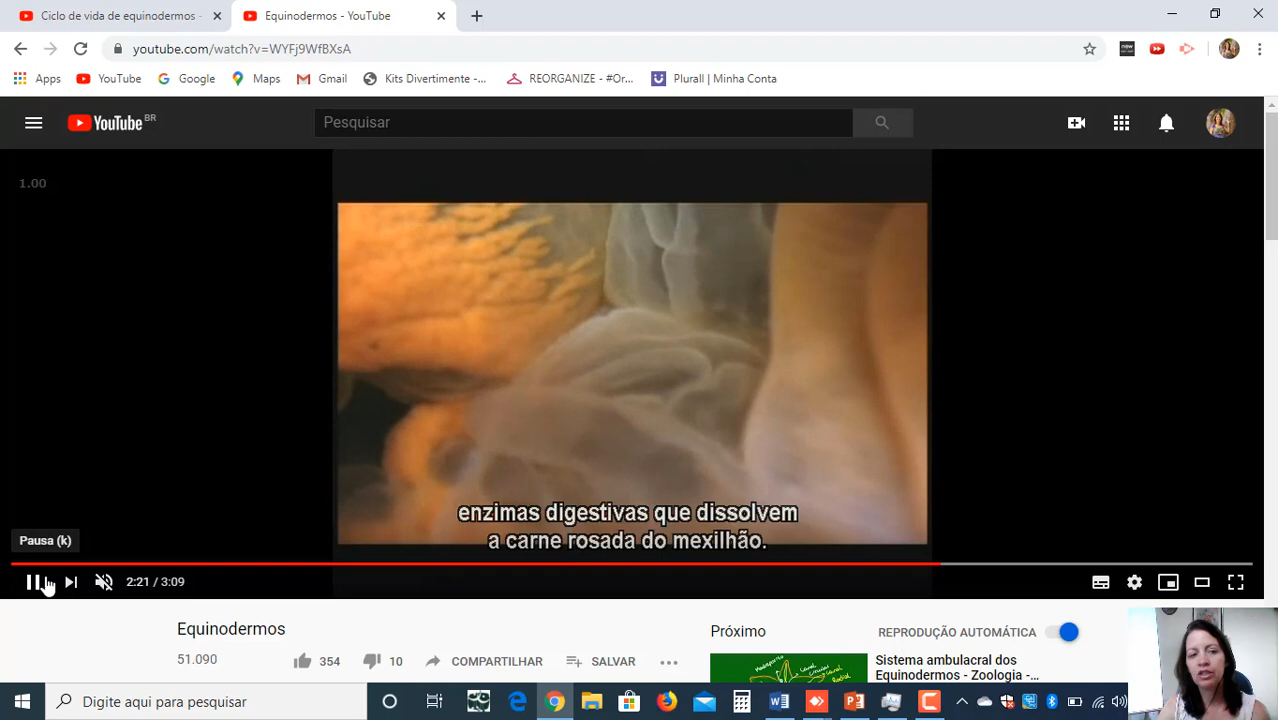 Ciclo de vida de equinodermos -
Equinodermos - YouTube
youtube.com/watch?v=WYFj9WfBXsA
new
Apps YouTube Google Maps Gmail Kits Divertimente -... REORGANIZE - #Or... Plurall | Minha Conta
YouTube BR
Pesquisar
1.00
enzimas digestivas que dissolvem
a carne rosada do mexilhão.
Pausa (k)
2:21 / 3:09
Equinodermos
51.090
354
10
COMPARTILHAR
SALVAR
Próximo
REPRODUÇÃO AUTOMÁTICA
Sistema ambulacral dos
Equinodermos - Zoologia -...
Digite aqui para pesquisar